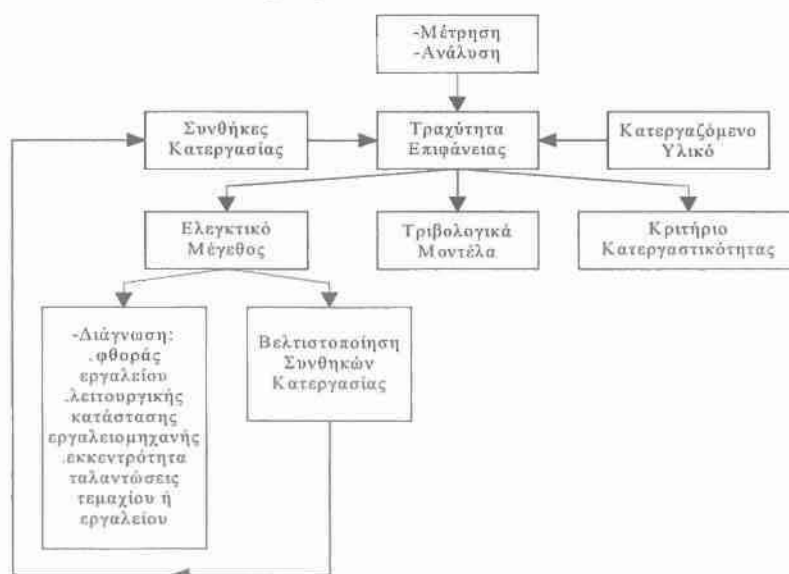 -Μέτρηση
-Ανάλυση
Συνθήκες
Κατεργασίας
Τραχύτητα
Επιφάνειας
Κατεργαζόμενο
Υλικό
Ελεγκτικό
Μέγεθος
Τριβολογικά
Μοντέλα
Κριτήριο
Κατεργαστικότητας
-Διάγνωση:
.φθοράς
εργαλείου
.λειτουργικής
κατάστασης
εργαλειομηχανής
.εκκεντρότητα
ταλαντώσεις
τεμαχίου ή
εργαλείου
Βελτιστοποίηση
Συνθηκών
Κατεργασίας